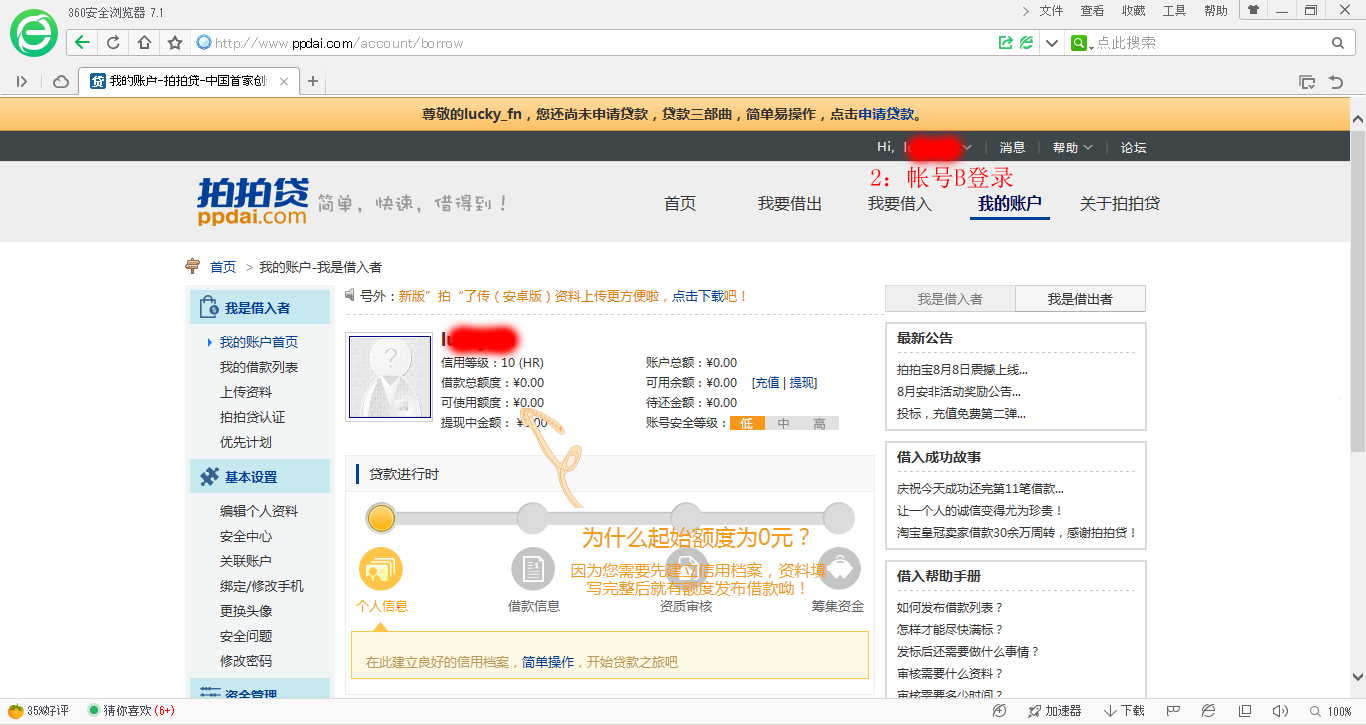 360安全浏览器 7.1
文件 查看 收藏 工具 帮助
http://www.ppdai.com/account/borrow
点此搜索
贷 我的账户-拍拍贷-中国首家创
尊敬的lucky_fn，您还尚未申请贷款，贷款三部曲，简单易操作，点击申请贷款。
Hi, 消息 帮助 论坛
2：帐号B登录
拍拍贷
ppdai.com
简单，快速，借得到！
首页 我要借出 我要借入 我的账户 关于拍拍贷
首页 > 我的账户-我是借入者
我是借入者
我的账户首页
我的借款列表
上传资料
拍拍贷认证
优先计划
基本设置
编辑个人资料
安全中心
关联账户
绑定/修改手机
更换头像
安全问题
修改密码
资金管理
号外：新版”拍“了传（安卓版）资料上传更方便啦，点击下载吧！
信用等级：10 (HR)
借款总额度：¥0.00
可使用额度：¥0.00
提现中金额：¥0.00
账户总额：¥0.00
可用余额：¥0.00 [充值 | 提现]
待还金额：¥0.00
账号安全等级： 低 中 高
贷款进行时
为什么起始额度为0元？
因为您需要先建立信用档案，资料填
写完整后就有额度发布借款呦！
个人信息 借款信息 资质审核 筹集资金
在此建立良好的信用档案，简单操作，开始贷款之旅吧
我是借入者 我是借出者
最新公告
拍拍宝8月8日震撼上线...
8月安非活动奖励公告...
投标，充值免费第二弹...
借入成功故事
庆祝今天成功还完第11笔借款...
让一个人的诚信变得尤为珍贵！
淘宝皇冠卖家借款30余万周转，感谢拍拍贷！
借入帮助手册
如何发布借款列表？
怎样才能尽快满标？
发标后还需要做什么事情？
审核需要什么资料？
审核需要多少时间？
35%好评 猜你喜欢 (6+)
加速器 下载 100%